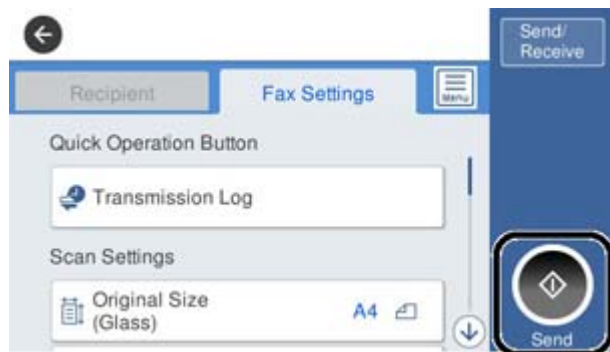 Send/
Receive
Recipient
Fax Settings
Menu
Quick Operation Button
Transmission Log
Scan Settings
Original Size
(Glass)
A4
Send